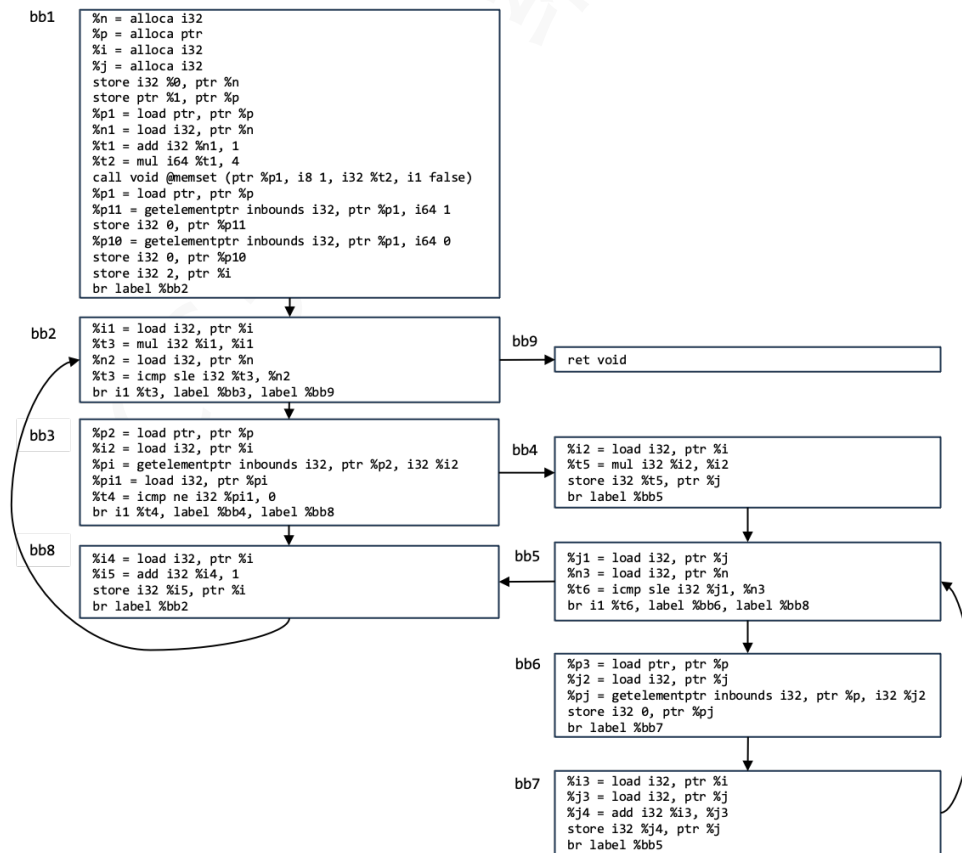 bb1
%n = alloca i32
%p = alloca ptr
%i = alloca i32
%j = alloca i32
store i32 %0, ptr %n
store ptr %1, ptr %p
%p1 = load ptr, ptr %p
%n1 = load i32, ptr %n
%t1 = add i32 %n1, 1
%t2 = mul i64 %t1, 4
call void @memset (ptr %p1, i8 1, i32 %t2, i1 false)
%p1 = load ptr, ptr %p
%p11 = getelementptr inbounds i32, ptr %p1, i64 1
store i32 0, ptr %p11
%p10 = getelementptr inbounds i32, ptr %p1, i64 0
store i32 0, ptr %p10
store i32 2, ptr %i
br label %bb2
bb2
%i1 = load i32, ptr %i
%t3 = mul i32 %i1, %i1
%n2 = load i32, ptr %n
%t3 = icmp sle i32 %t3, %n2
br i1 %t3, label %bb3, label %bb9
bb9
ret void
bb3
%p2 = load ptr, ptr %p
%i2 = load i32, ptr %i
%pi = getelementptr inbounds i32, ptr %p2, i32 %i2
%pi1 = load i32, ptr %pi
%t4 = icmp ne i32 %pi1, 0
br i1 %t4, label %bb4, label %bb8
bb4
%i2 = load i32, ptr %i
%t5 = mul i32 %i2, %i2
store i32 %t5, ptr %j
br label %bb5
bb8
%i4 = load i32, ptr %i
%i5 = add i32 %i4, 1
store i32 %i5, ptr %i
br label %bb2
bb5
%j1 = load i32, ptr %j
%n3 = load i32, ptr %n
%t6 = icmp sle i32 %j1, %n3
br i1 %t6, label %bb6, label %bb8
bb6
%p3 = load ptr, ptr %p
%j2 = load i32, ptr %j
%pj = getelementptr inbounds i32, ptr %p, i32 %j2
store i32 0, ptr %pj
br label %bb7
bb7
%i3 = load i32, ptr %i
%j3 = load i32, ptr %j
%j4 = add i32 %i3, %j3
store i32 %j4, ptr %j
br label %bb5